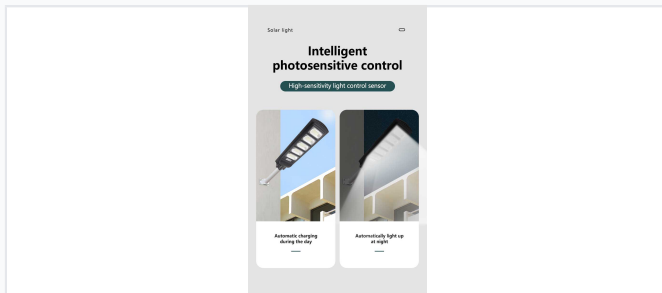 Solar light
Intelligent
photosensitive control
High-sensitivity light control sensor
Automatic charging
during the day
Automatically light up
at night